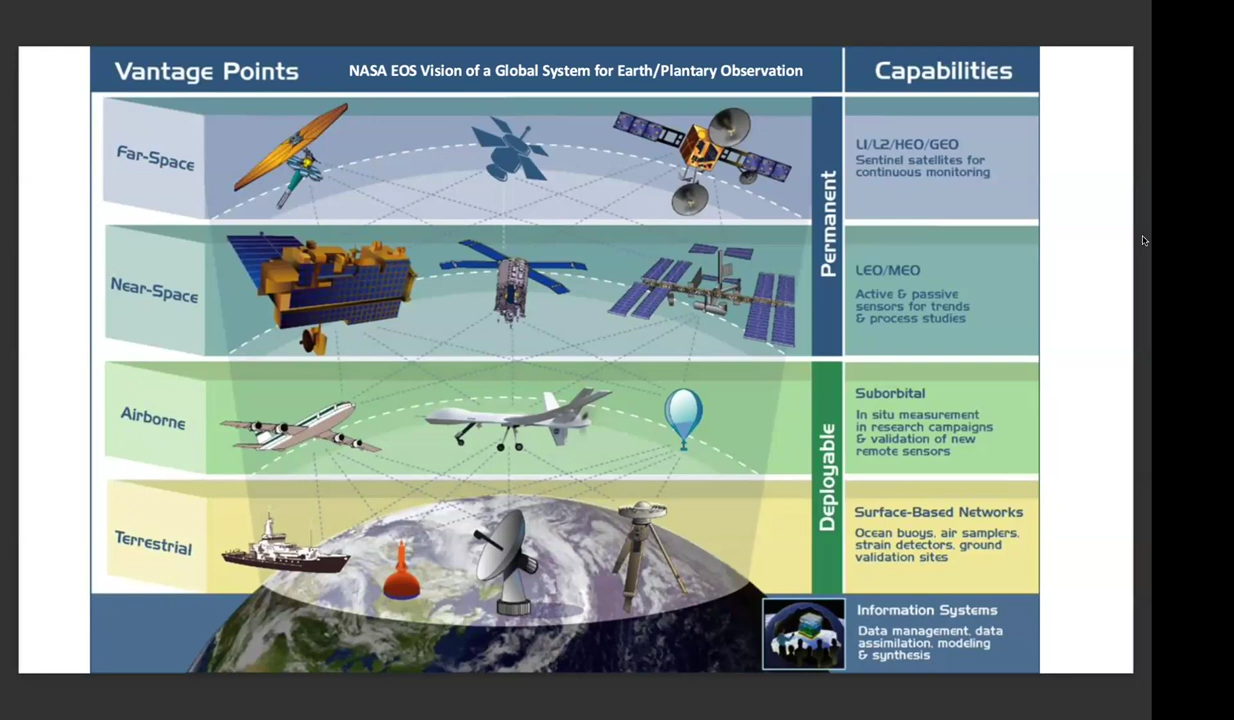 Vantage Points
NASA EOS Vision of a Global System for Earth/Plantary Observation
Capabilities
Far-Space
Permanent
L1/L2/HEO/GEO
Sentinel satellites for
continuous monitoring
Near-Space
LEO/MEO
Active & passive
sensors for trends
& process studies
Airborne
Deployable
Suborbital
In situ measurement
in research campaigns
& validation of new
remote sensors
Terrestrial
Surface-Based Networks
Ocean buoys, air samplers,
strain detectors, ground
validation sites
Information Systems
Data management, data
assimilation, modeling
& synthesis